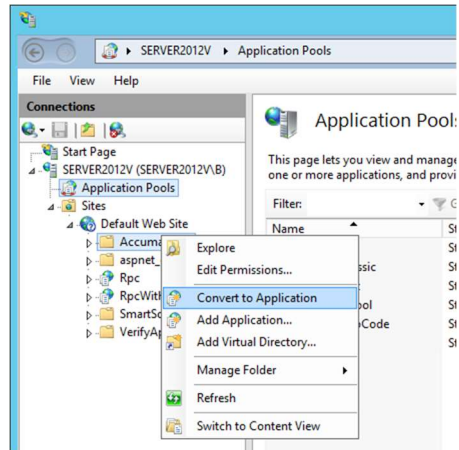 SERVER2012V ▸ Application Pools
File View Help
Connections
Application Pools
Start Page
SERVER2012V (SERVER2012V\B)
Application Pools
Sites
Default Web Site
Accuma
aspnet_
Rpc
RpcWith
SmartSc
VerifyAp
This page lets you view and manage
one or more applications, and provi
Filter:
Name
ssic
ool
Code
Explore
Edit Permissions...
Convert to Application
Add Application...
Add Virtual Directory...
Manage Folder
Refresh
Switch to Content View